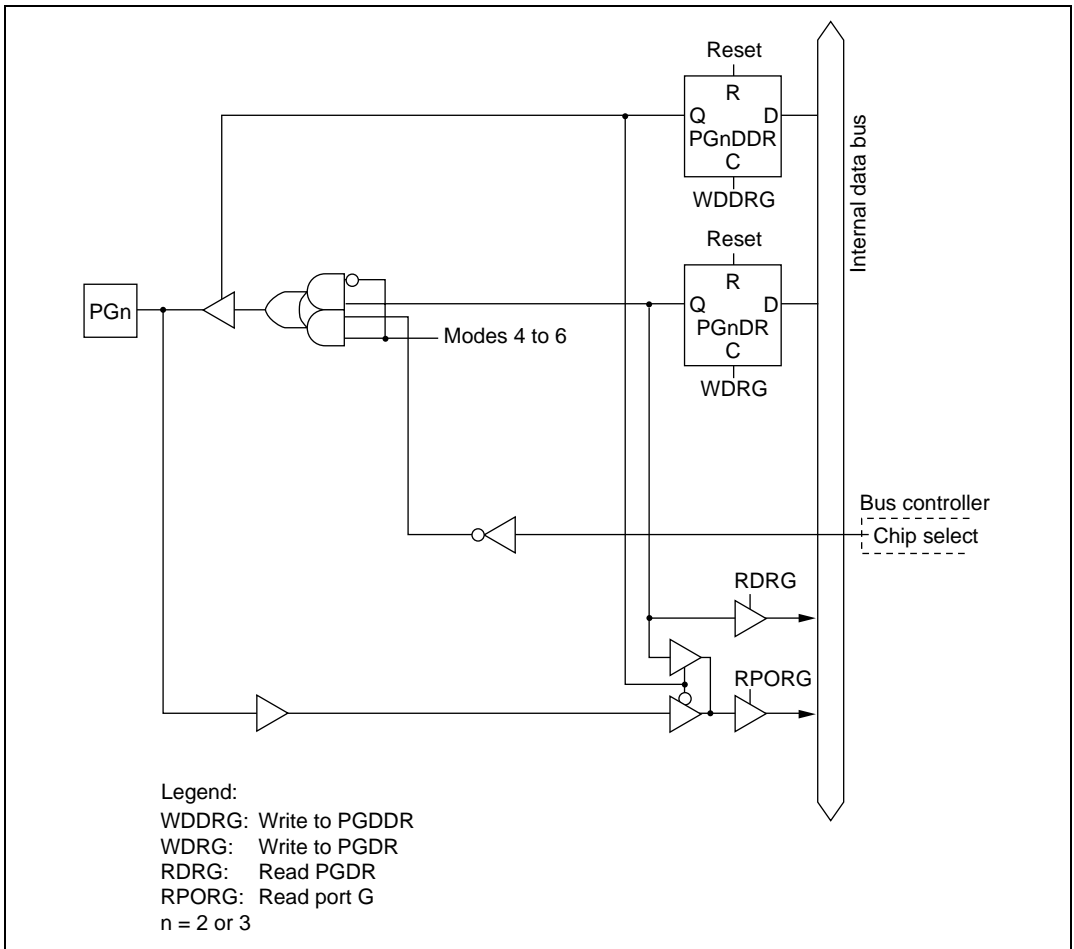 Reset
R
Q
D
PGnDDR
C
WDDRG
Internal data bus
Reset
R
Q
D
PGnDR
C
WDRG
PGn
Modes 4 to 6
Bus controller
Chip select
RDRG
RPORG
Legend:
WDDRG: Write to PGDDR
WDRG: Write to PGDR
RDRG: Read PGDR
RPORG: Read port G
n = 2 or 3